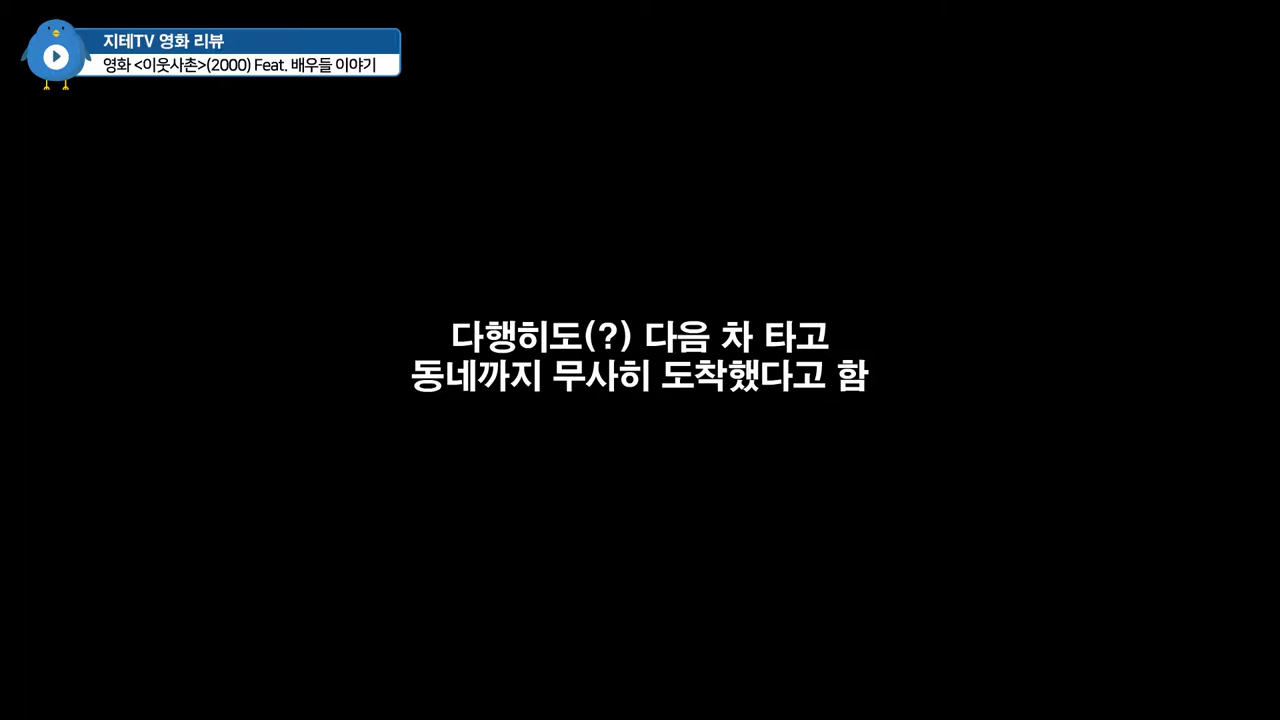 지테TV 영화 리뷰
영화 <이웃사촌>(2000) Feat. 배우들 이야기
다행히도(?) 다음 차 타고
동네까지 무사히 도착했다고 함